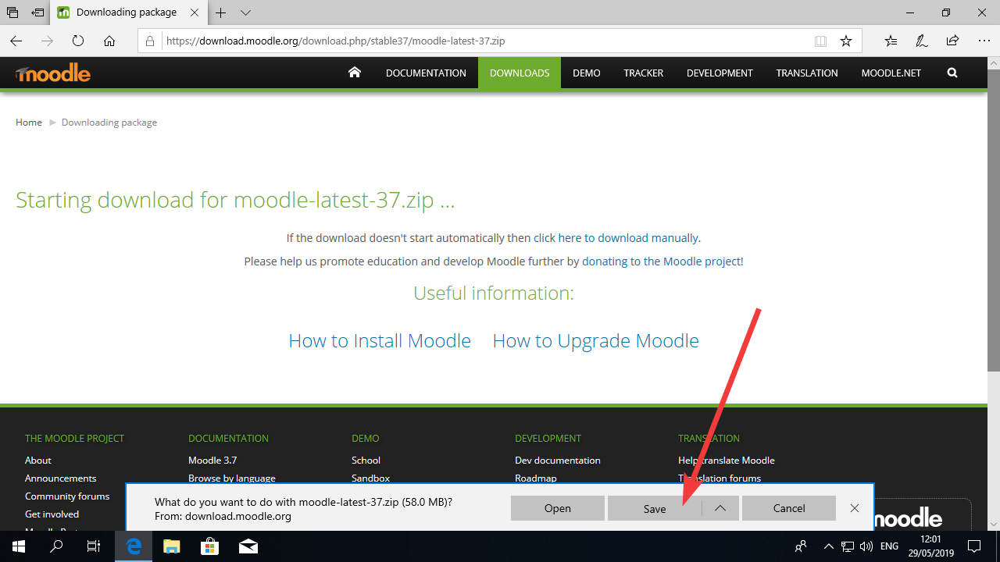 Downloading package
https://download.moodle.org/download.php/stable37/moodle-latest-37.zip
moodle
DOCUMENTATION
DOWNLOADS
DEMO
TRACKER
DEVELOPMENT
TRANSLATION
MOODLE.NET
Home
Downloading package
Starting download for moodle-latest-37.zip ...
If the download doesn't start automatically then click here to download manually.
Please help us promote education and develop Moodle further by donating to the Moodle project!
Useful information:
How to Install Moodle
How to Upgrade Moodle
THE MOODLE PROJECT
About
Announcements
Community forums
Get involved
DOCUMENTATION
Moodle 3.7
Browse by language
DEMO
School
Sandbox
DEVELOPMENT
Dev documentation
Roadmap
TRANSLATION
Help translate Moodle
Translation forums
moodle
What do you want to do with moodle-latest-37.zip (58.0 MB)?
From: download.moodle.org
Open
Save
Cancel
ENG
12:01
29/05/2019